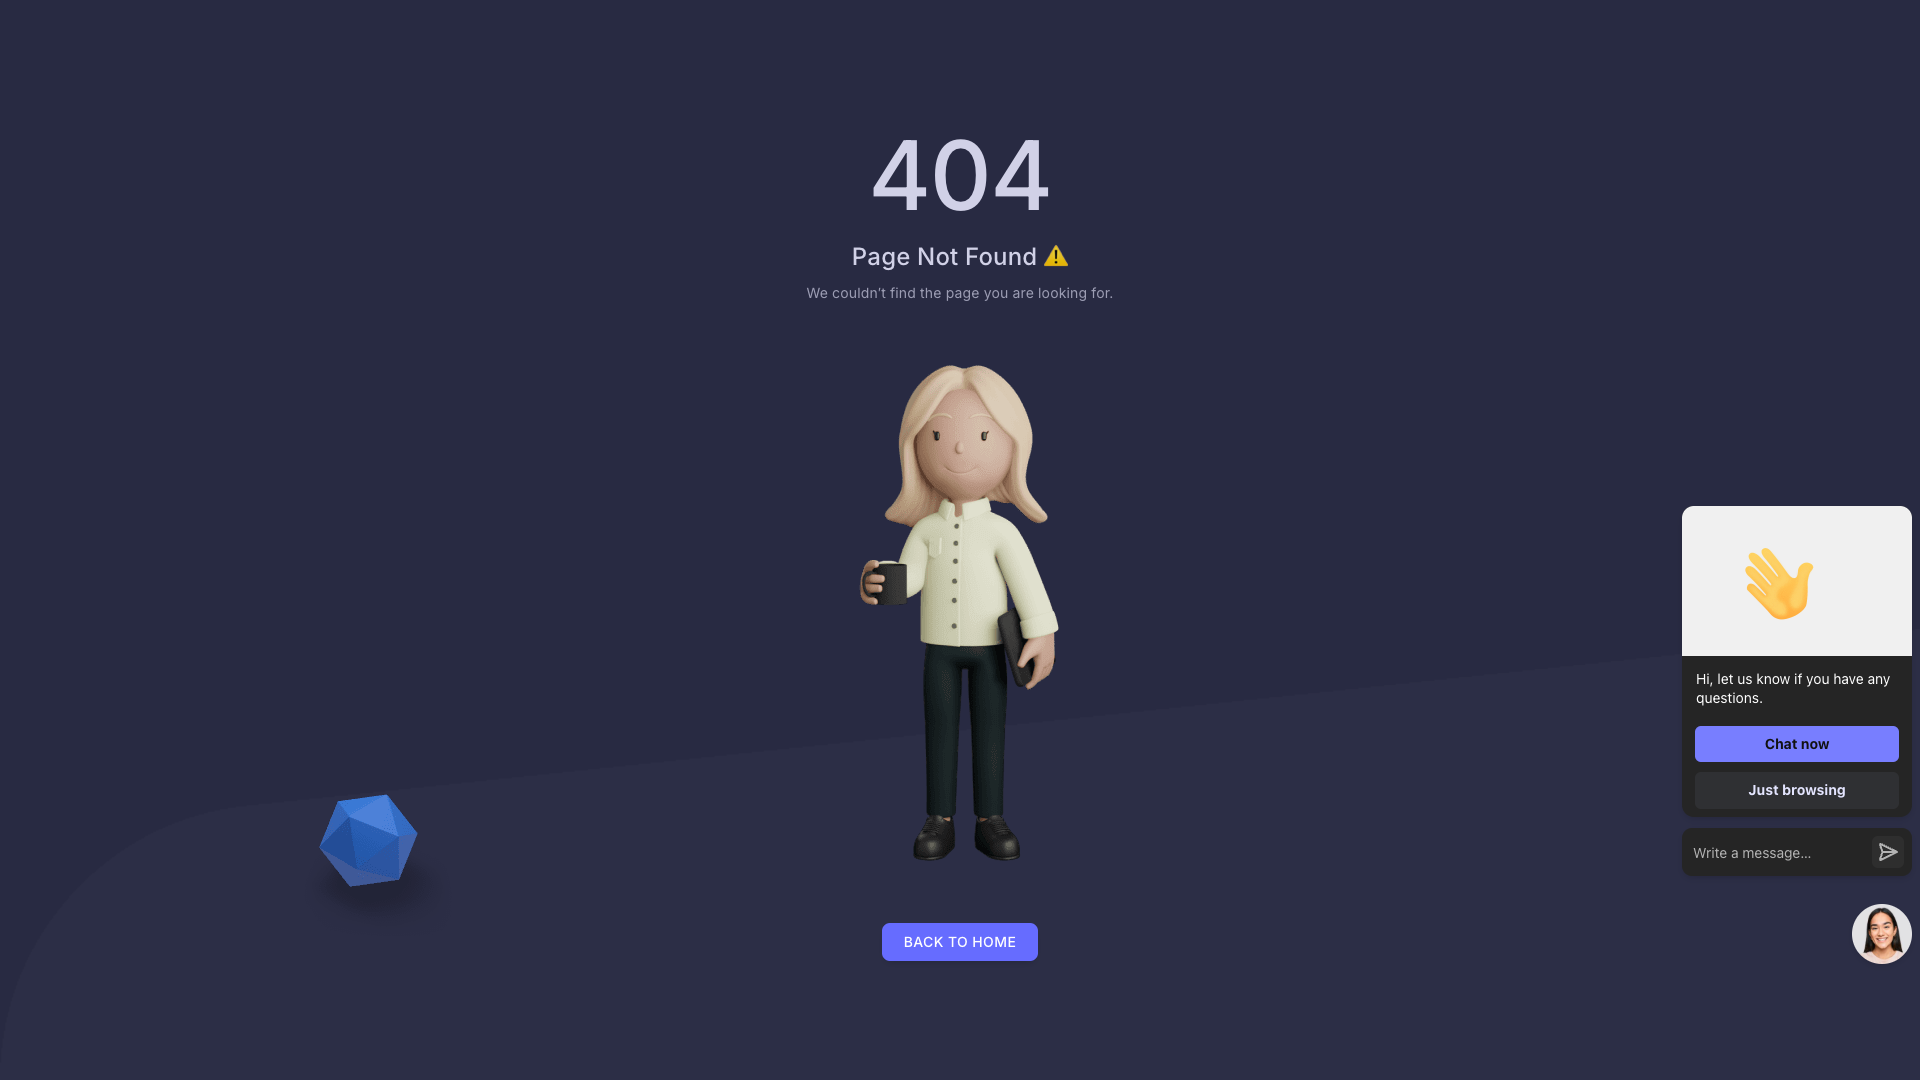 404
Page Not Found ⚠️
We couldn't find the page you are looking for.
BACK TO HOME
Hi, let us know if you have any
questions.
Chat now
Just browsing
Write a message...